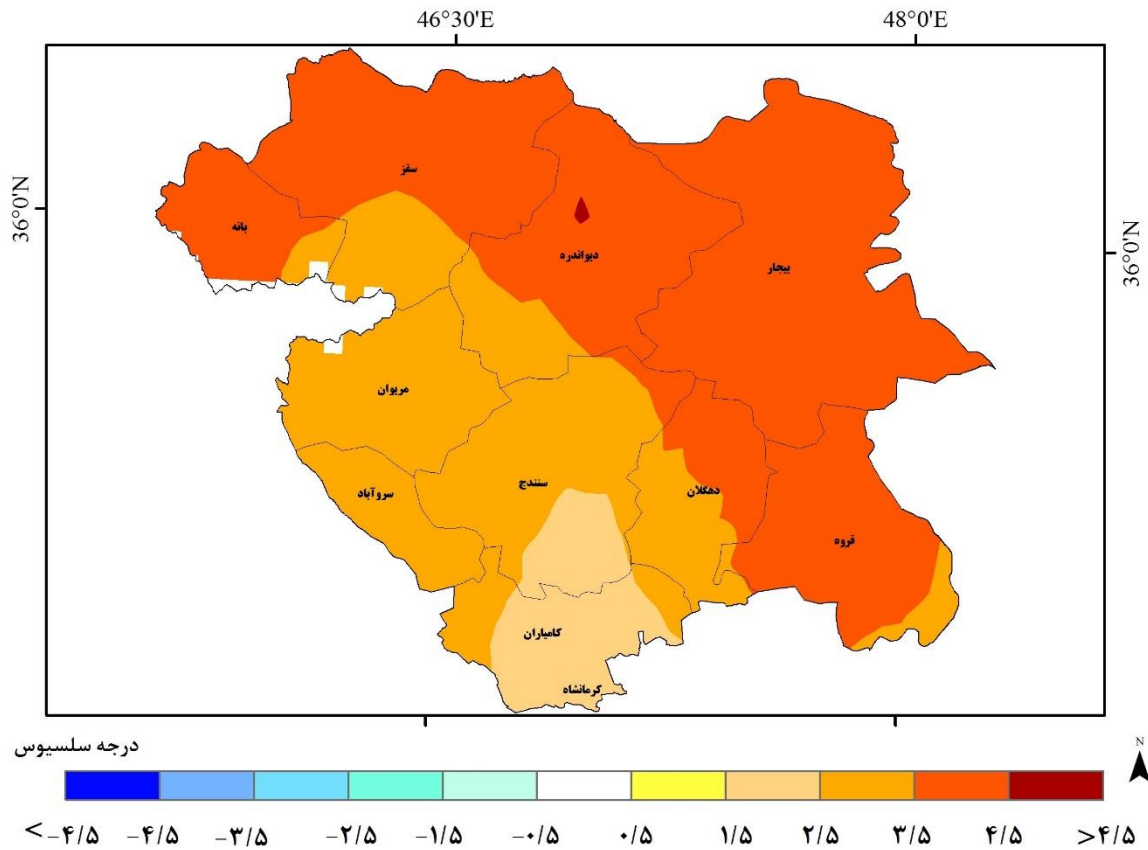 46°30'E 48°0'E
36°0'N
36°0'N
سقز
بانه
دیواندره
بیجار
مریوان
سنندج
سروآباد
دهگلان
قروه
کامیاران
کرمانشاه
درجه سلسیوس
N
< −۴/۵ −۴/۵ −۳/۵ −۲/۵ −۱/۵ −۰/۵ ۰/۵ ۱/۵ ۲/۵ ۳/۵ ۴/۵ >۴/۵